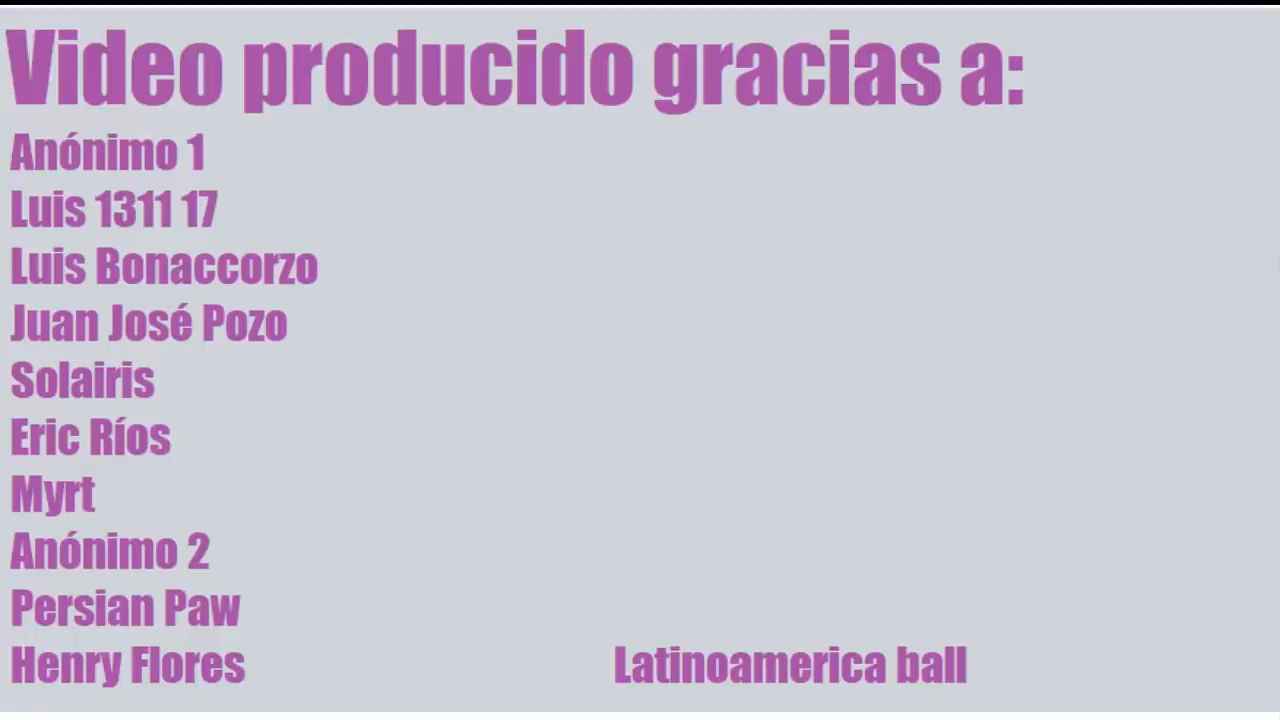 Video producido gracias a:
Anónimo 1
Luis 1311 17
Luis Bonaccorzo
Juan José Pozo
Solairis
Eric Ríos
Myrt
Anónimo 2
Persian Paw
Henry Flores
Latinoamerica ball